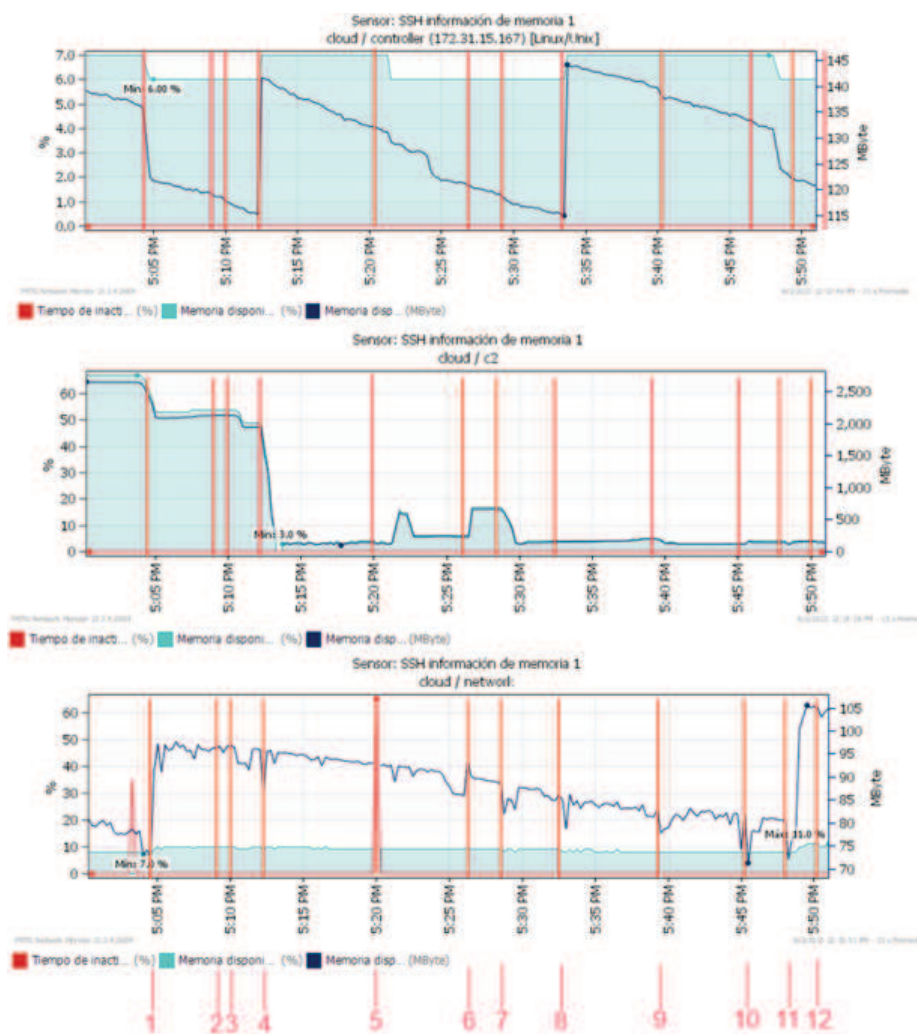 Sensor: SSH información de memoria 1
cloud / controller (172.31.15.167) [Linux/Unix]
7.0
6.0
5.0
4.0
3.0
2.0
1.0
0.0
%
Min: 6.00 %
145
140
135
130
125
120
115
MByte
5:05 PM
5:10 PM
5:15 PM
5:20 PM
5:25 PM
5:30 PM
5:35 PM
5:40 PM
5:45 PM
5:50 PM
Tiempo de inacti... (%) Memoria disponi... (%) Memoria disp... (MByte)
Sensor: SSH información de memoria 1
cloud / c2
60
50
40
30
20
10
0
%
Min: 3.0 %
2,500
2,000
1,500
1,000
500
0
MByte
5:05 PM
5:10 PM
5:15 PM
5:20 PM
5:25 PM
5:30 PM
5:35 PM
5:40 PM
5:45 PM
5:50 PM
Tiempo de inacti... (%) Memoria disponi... (%) Memoria disp... (MByte)
Sensor: SSH información de memoria 1
cloud / network
60
50
40
30
20
10
0
%
Min: 7.0 %
Máx: 11.0 %
105
100
95
90
85
80
75
70
MByte
5:05 PM
5:10 PM
5:15 PM
5:20 PM
5:25 PM
5:30 PM
5:35 PM
5:40 PM
5:45 PM
5:50 PM
Tiempo de inacti... (%) Memoria disponi... (%) Memoria disp... (MByte)
1 2 3 4 5 6 7 8 9 10 11 12